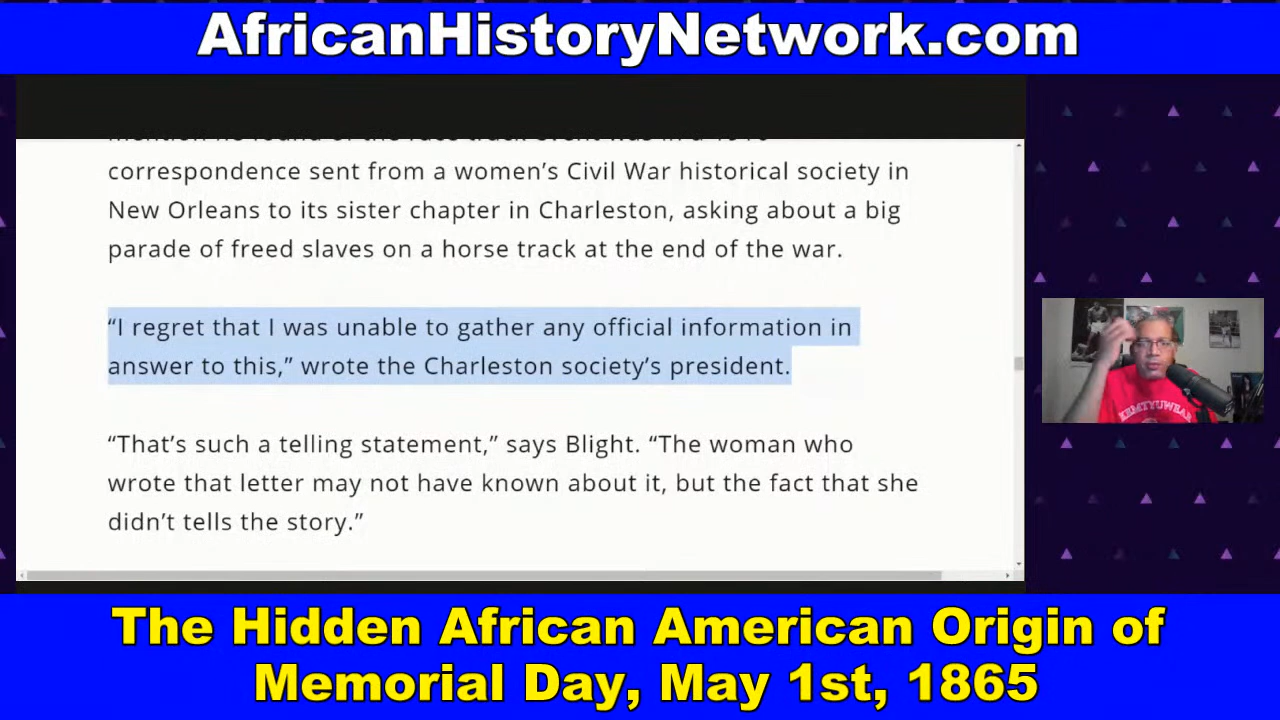 AfricanHistoryNetwork.com
correspondence sent from a women’s Civil War historical society in
New Orleans to its sister chapter in Charleston, asking about a big
parade of freed slaves on a horse track at the end of the war.
“I regret that I was unable to gather any official information in
answer to this,” wrote the Charleston society’s president.
“That’s such a telling statement,” says Blight. “The woman who
wrote that letter may not have known about it, but the fact that she
didn’t tells the story.”
KEMETYUWEAR
The Hidden African American Origin of
Memorial Day, May 1st, 1865